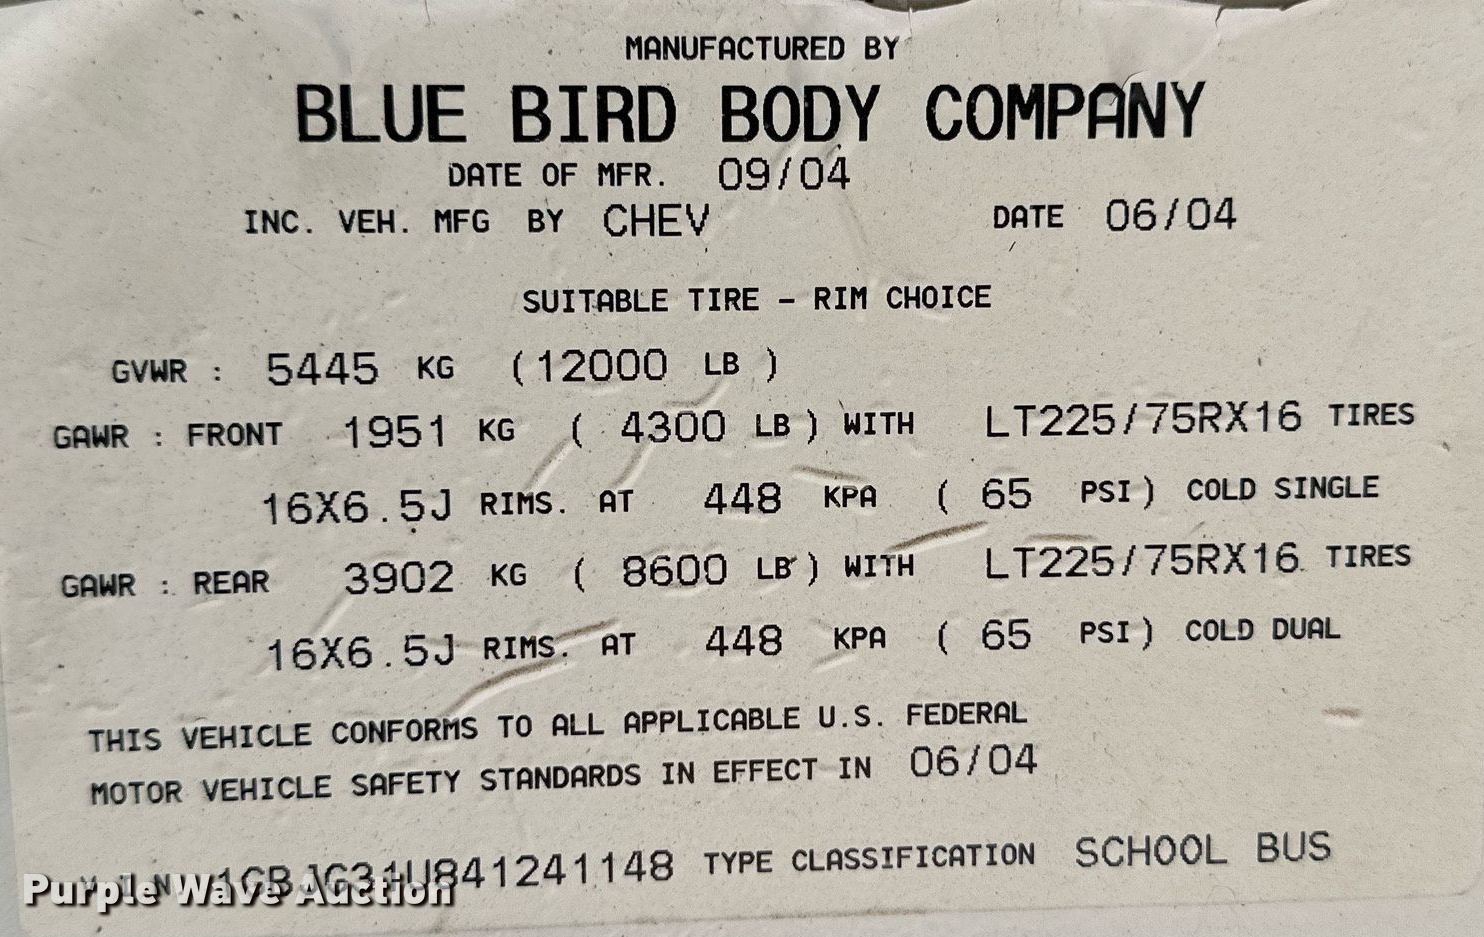 MANUFACTURED BY
BLUE BIRD BODY COMPANY
DATE OF MFR. 09/04
INC. VEH. MFG BY CHEV DATE 06/04
SUITABLE TIRE - RIM CHOICE
GVWR : 5445 KG (12000 LB )
GAWR : FRONT 1951 KG ( 4300 LB ) WITH LT225/75RX16 TIRES
16X6.5J RIMS. AT 448 KPA ( 65 PSI ) COLD SINGLE
GAWR : REAR 3902 KG ( 8600 LB ) WITH LT225/75RX16 TIRES
16X6.5J RIMS. AT 448 KPA ( 65 PSI ) COLD DUAL
THIS VEHICLE CONFORMS TO ALL APPLICABLE U.S. FEDERAL
MOTOR VEHICLE SAFETY STANDARDS IN EFFECT IN 06/04
V.I.N. 1GBJG31U841241148 TYPE CLASSIFICATION SCHOOL BUS
Purple Wave Auction